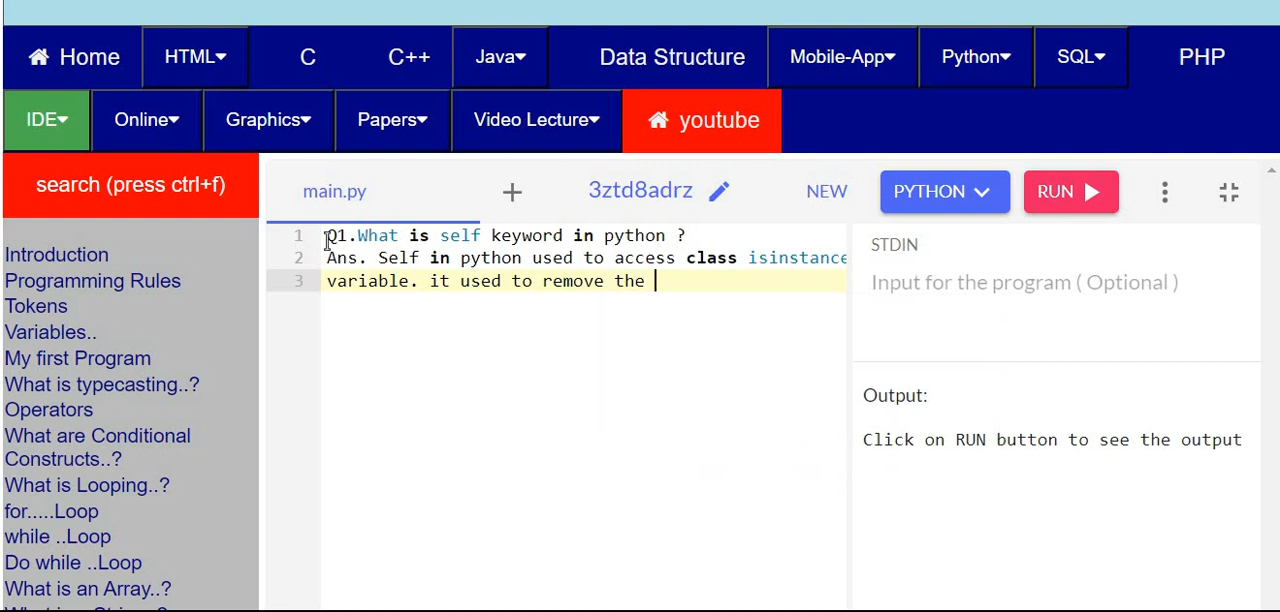 Home HTML C C++ Java Data Structure Mobile-App Python SQL PHP
IDE Online Graphics Papers Video Lecture youtube
search (press ctrl+f)
Introduction
Programming Rules
Tokens
Variables..
My first Program
What is typecasting..?
Operators
What are Conditional
Constructs..?
What is Looping..?
for.....Loop
while ..Loop
Do while ..Loop
What is an Array..?
main.py + 3ztd8adrz NEW PYTHON RUN
1 Q1.What is self keyword in python ?
2 Ans. Self in python used to access class isinstance
3 variable. it used to remove the
STDIN
Input for the program ( Optional )
Output:
Click on RUN button to see the output